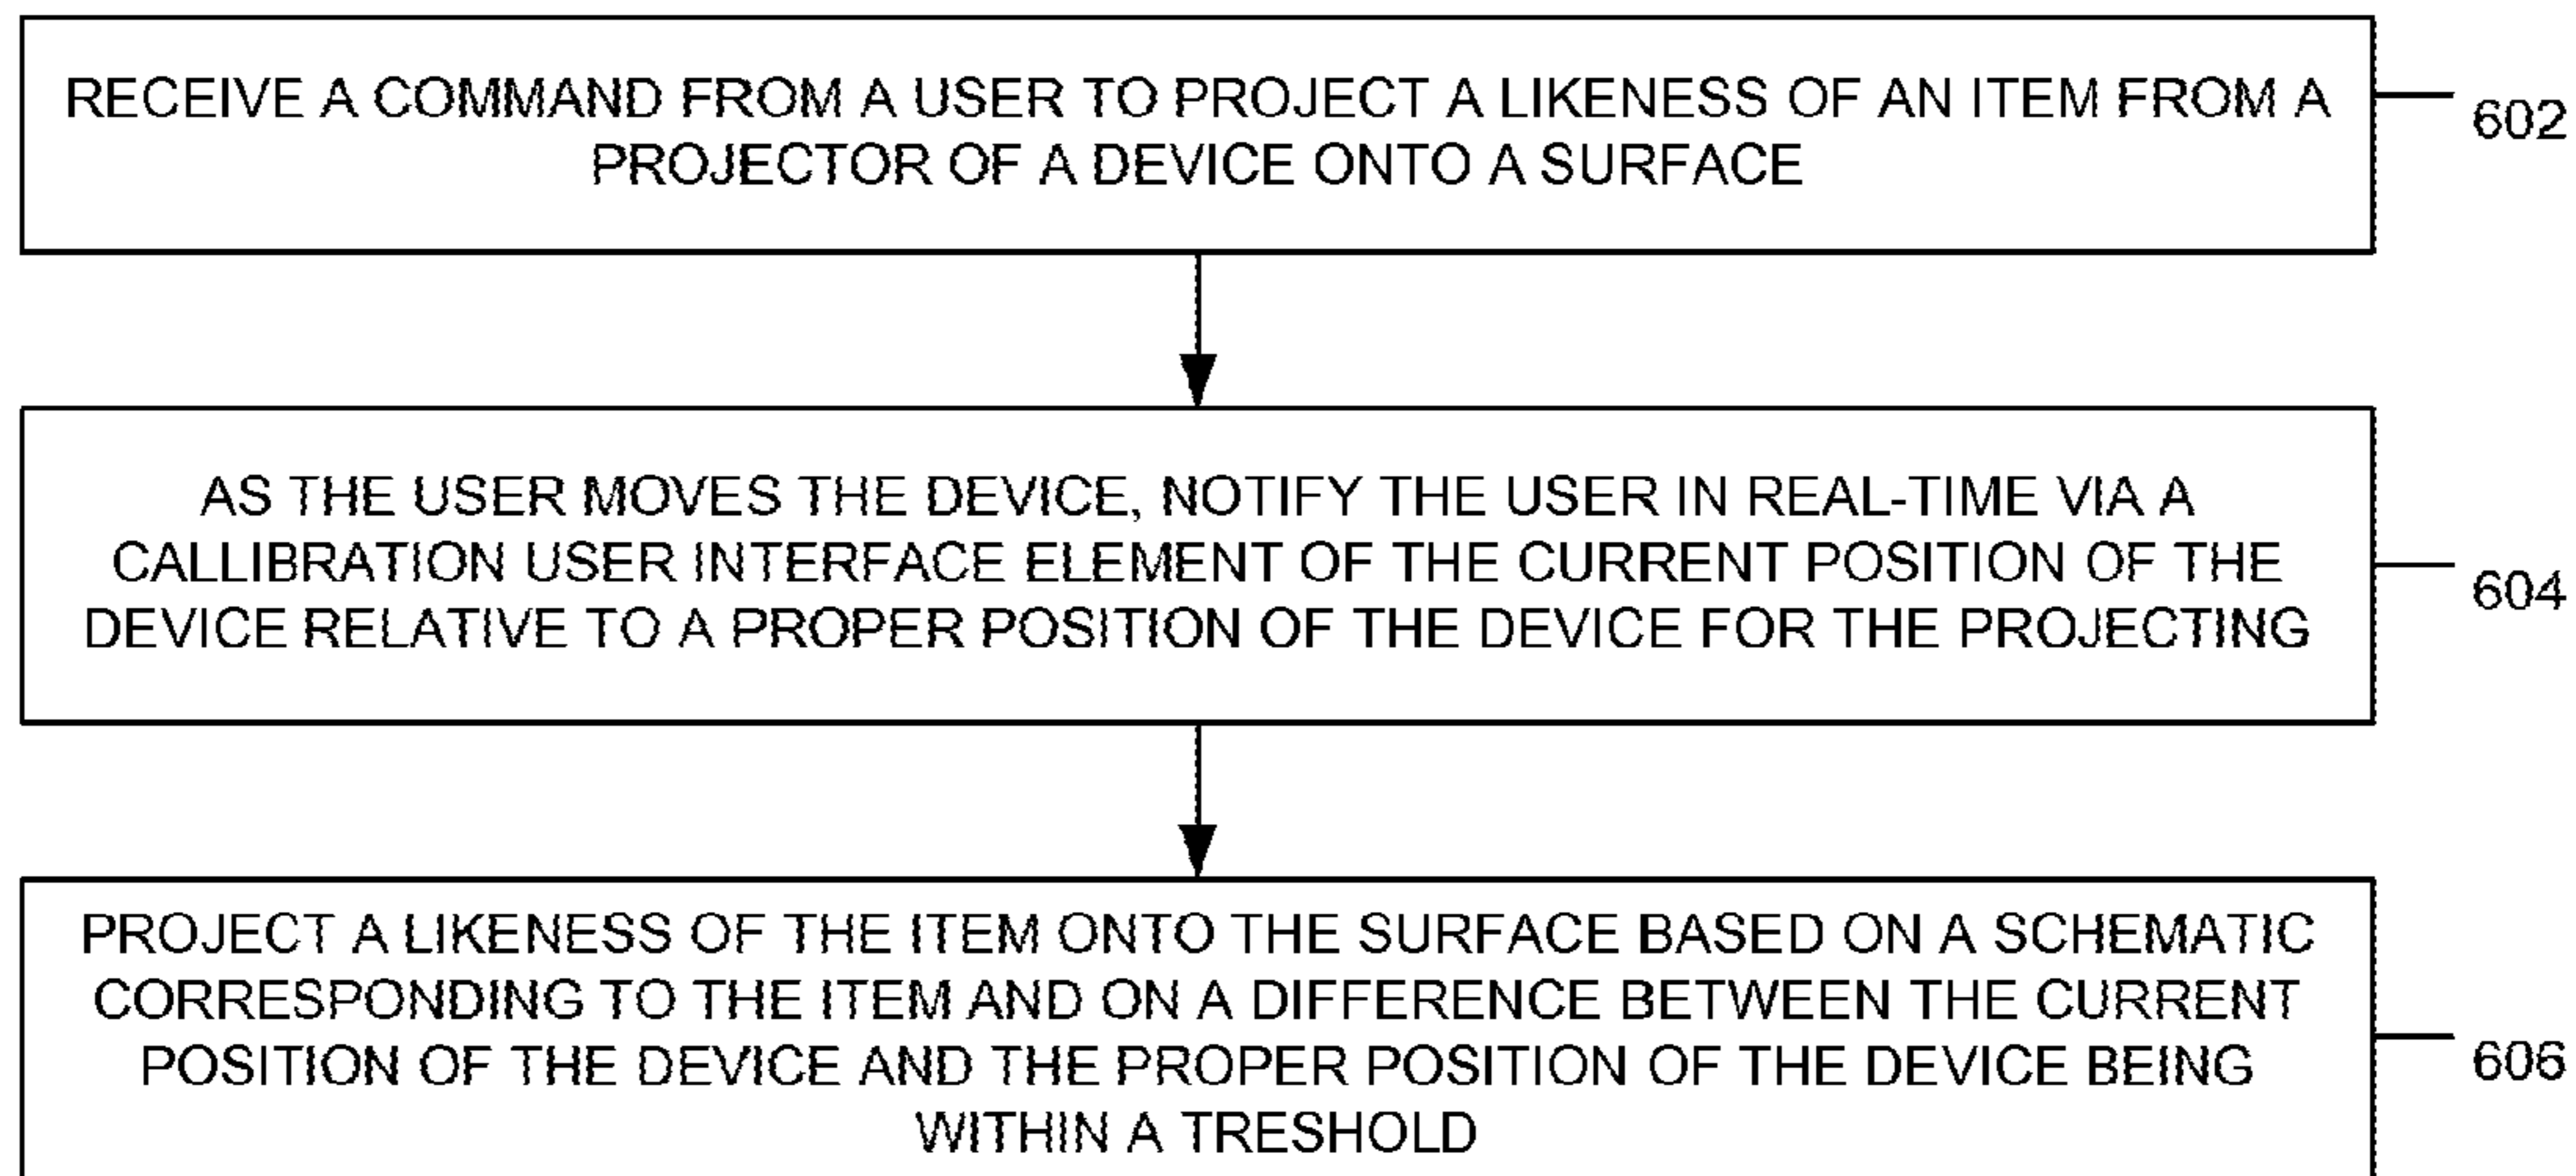 RECEIVE A COMMAND FROM A USER TO PROJECT A LIKENESS OF AN ITEM FROM A
PROJECTOR OF A DEVICE ONTO A SURFACE
602
AS THE USER MOVES THE DEVICE, NOTIFY THE USER IN REAL-TIME VIA A
CALLIBRATION USER INTERFACE ELEMENT OF THE CURRENT POSITION OF THE
DEVICE RELATIVE TO A PROPER POSITION OF THE DEVICE FOR THE PROJECTING
604
PROJECT A LIKENESS OF THE ITEM ONTO THE SURFACE BASED ON A SCHEMATIC
CORRESPONDING TO THE ITEM AND ON A DIFFERENCE BETWEEN THE CURRENT
POSITION OF THE DEVICE AND THE PROPER POSITION OF THE DEVICE BEING
WITHIN A TRESHOLD
606